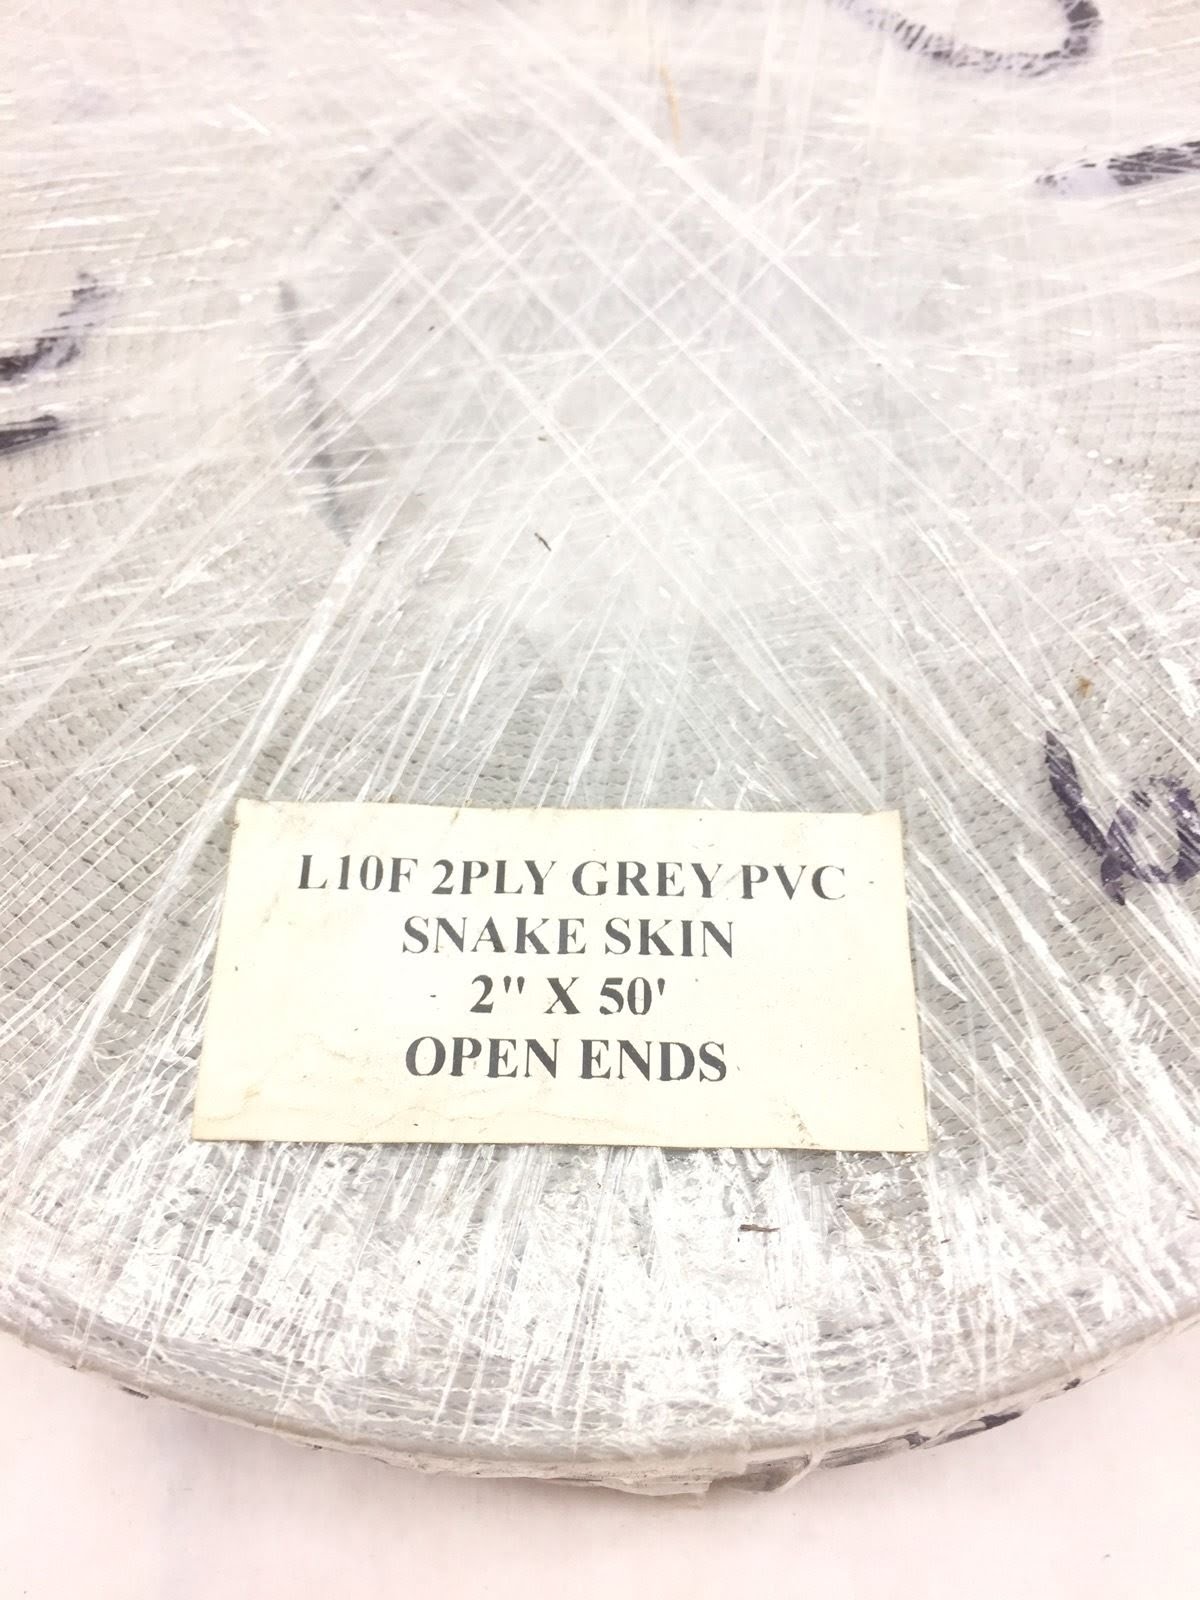 L10F 2PLY GREY PVC
SNAKE SKIN
2" X 50'
OPEN ENDS